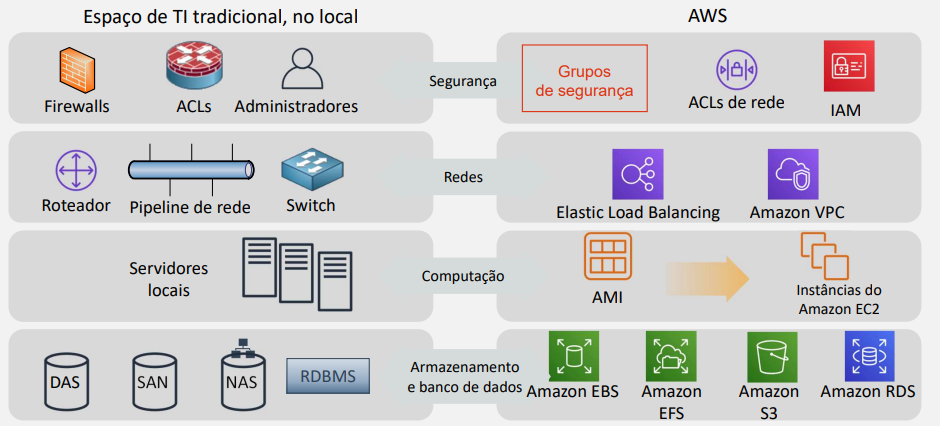 Espaço de TI tradicional, no local
AWS
Firewalls
ACLs
Administradores
Segurança
Grupos
de segurança
ACLs de rede
IAM
Roteador
Pipeline de rede
Switch
Redes
Elastic Load Balancing
Amazon VPC
Servidores
locais
Computação
AMI
Instâncias do
Amazon EC2
DAS
SAN
NAS
RDBMS
Armazenamento
e banco de dados
Amazon EBS
Amazon
EFS
Amazon
S3
Amazon RDS